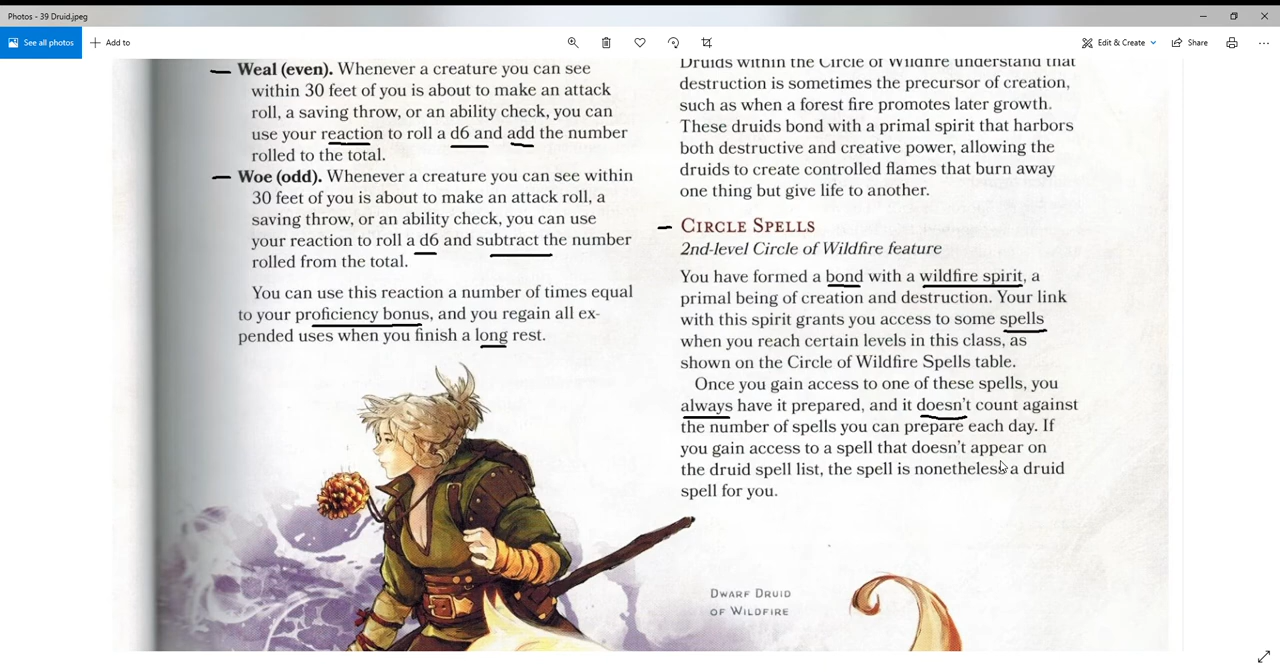 Photos - 39 Druid.jpeg
See all photos
Add to
Edit & Create
Share
Weal (even). Whenever a creature you can see
within 30 feet of you is about to make an attack
roll, a saving throw, or an ability check, you can
use your reaction to roll a d6 and add the number
rolled to the total.
Woe (odd). Whenever a creature you can see within
30 feet of you is about to make an attack roll, a
saving throw, or an ability check, you can use
your reaction to roll a d6 and subtract the number
rolled from the total.
You can use this reaction a number of times equal
to your proficiency bonus, and you regain all ex-
pended uses when you finish a long rest.
Druids within the Circle of Wildfire understand that
destruction is sometimes the precursor of creation,
such as when a forest fire promotes later growth.
These druids bond with a primal spirit that harbors
both destructive and creative power, allowing the
druids to create controlled flames that burn away
one thing but give life to another.
CIRCLE SPELLS
2nd-level Circle of Wildfire feature
You have formed a bond with a wildfire spirit, a
primal being of creation and destruction. Your link
with this spirit grants you access to some spells
when you reach certain levels in this class, as
shown on the Circle of Wildfire Spells table.
Once you gain access to one of these spells, you
always have it prepared, and it doesn't count against
the number of spells you can prepare each day. If
you gain access to a spell that doesn't appear on
the druid spell list, the spell is nonetheless a druid
spell for you.
DWARF DRUID
OF WILDFIRE